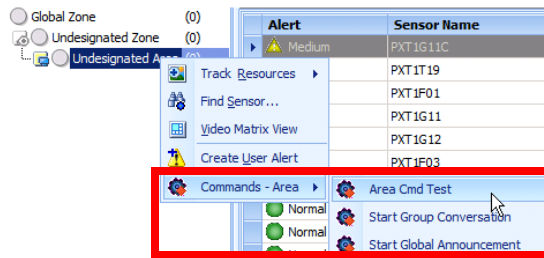 Global Zone (0)
Undesignated Zone (0)
Undesignated Area (0)
Alert Sensor Name
Medium PXT1G11C
PXT1T19
PXT1F01
PXT1G11
PXT1G12
PXT1F03
Track Resources
Find Sensor...
Video Matrix View
Create User Alert
Commands - Area
Area Cmd Test
Start Group Conversation
Start Global Announcement
Normal
Normal